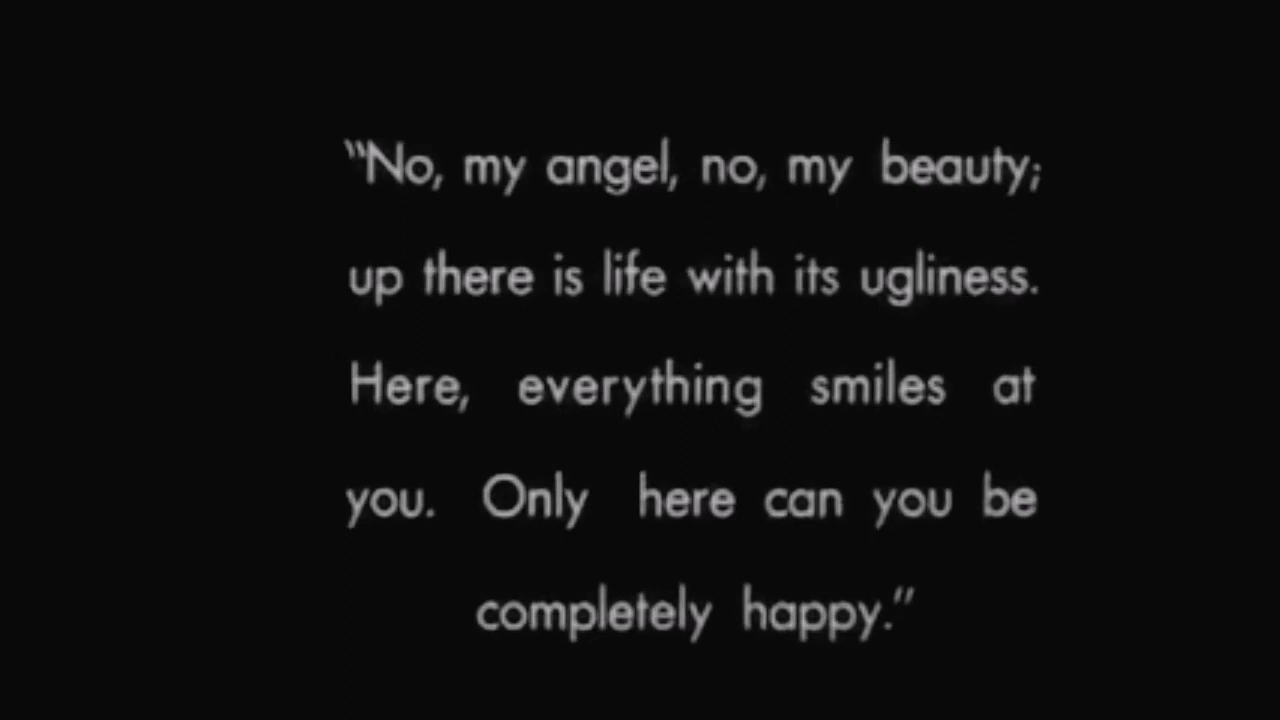 “No, my angel, no, my beauty;
up there is life with its ugliness.
Here, everything smiles at
you. Only here can you be
completely happy.”